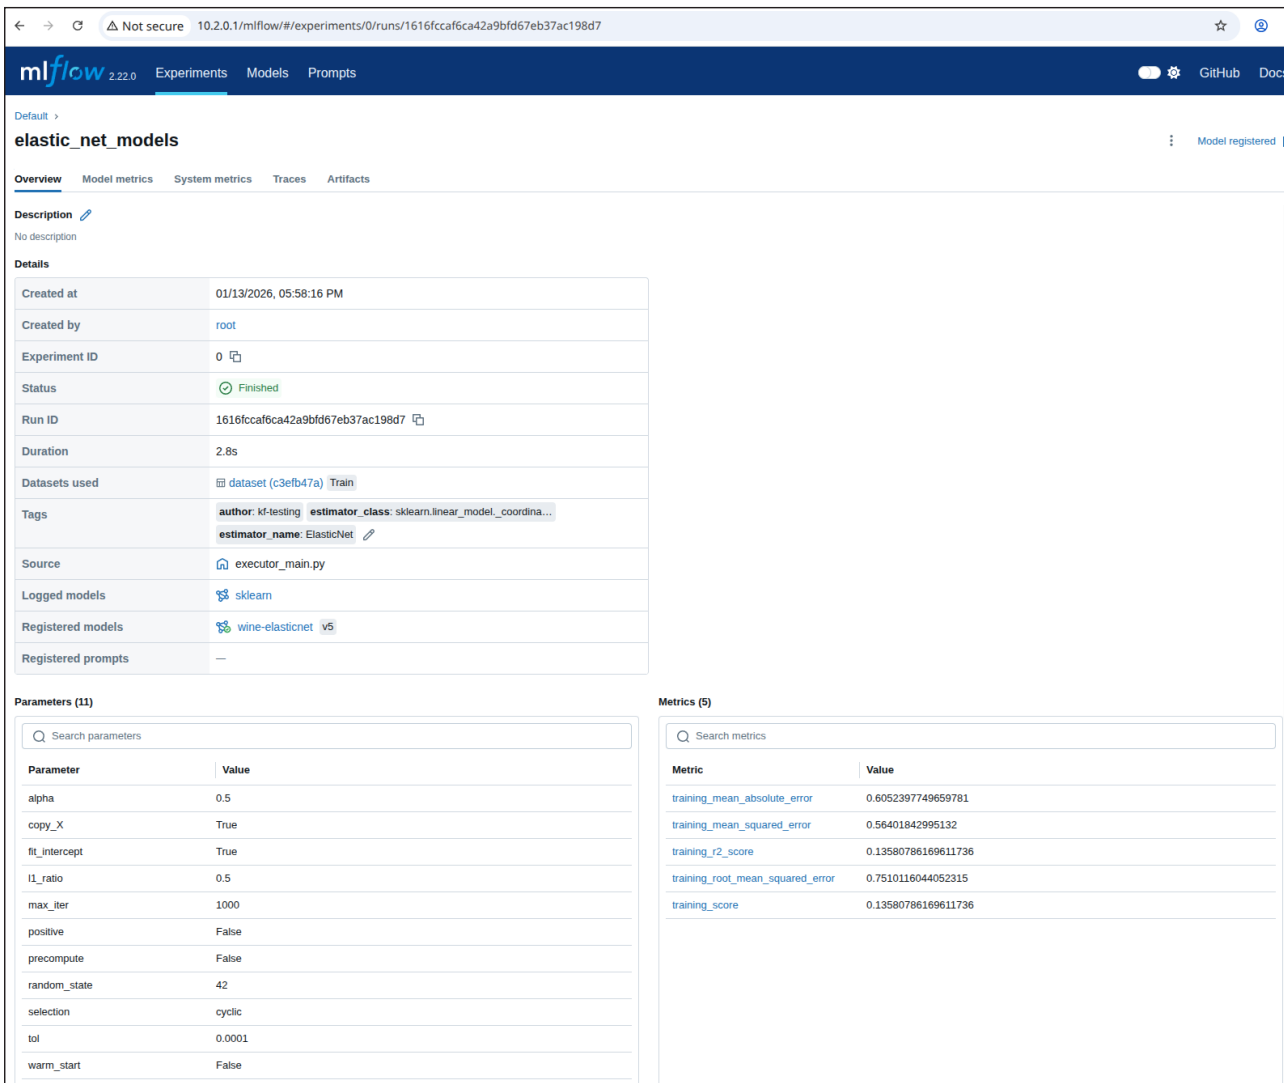 Not secure 10.2.0.1/mlflow/#/experiments/0/runs/1616fccaf6ca42a9bfd67eb37ac198d7
mlflow 2.22.0 Experiments Models Prompts GitHub Docs
Default ›
elastic_net_models
Model registered
Overview Model metrics System metrics Traces Artifacts
Description
No description
Details
Created at 01/13/2026, 05:58:16 PM
Created by root
Experiment ID 0
Status Finished
Run ID 1616fccaf6ca42a9bfd67eb37ac198d7
Duration 2.8s
Datasets used dataset (c3efb47a) Train
Tags author: kf-testing estimator_class: sklearn.linear_model._coordina...
estimator_name: ElasticNet
Source executor_main.py
Logged models sklearn
Registered models wine-elasticnet v5
Registered prompts —
Parameters (11)
Search parameters
Parameter Value
alpha 0.5
copy_X True
fit_intercept True
l1_ratio 0.5
max_iter 1000
positive False
precompute False
random_state 42
selection cyclic
tol 0.0001
warm_start False
Metrics (5)
Search metrics
Metric Value
training_mean_absolute_error 0.6052397749659781
training_mean_squared_error 0.56401842995132
training_r2_score 0.13580786169611736
training_root_mean_squared_error 0.7510116044052315
training_score 0.13580786169611736